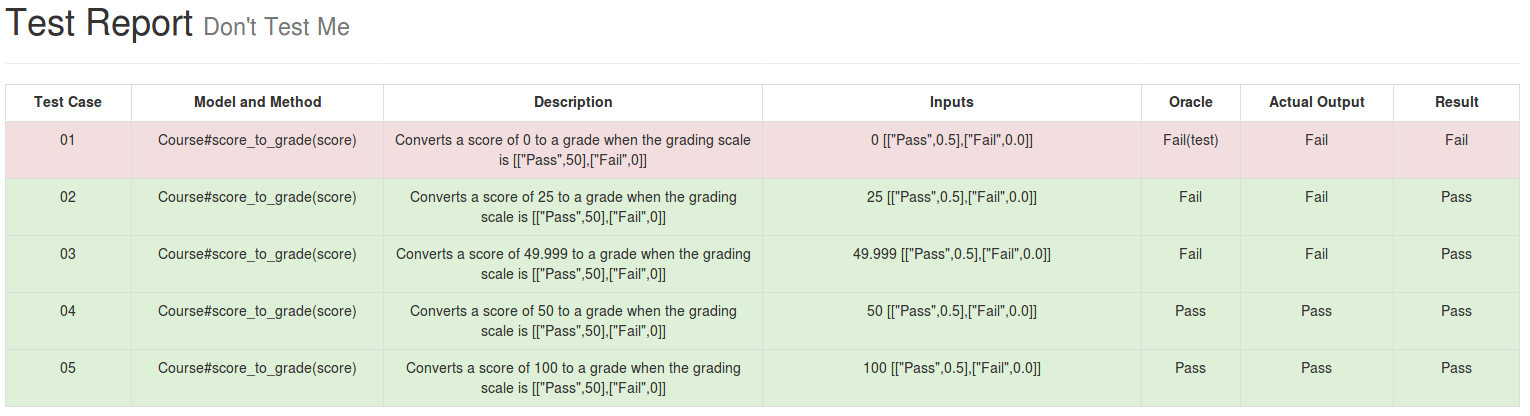 Test Report Don't Test Me
Test Case Model and Method Description Inputs Oracle Actual Output Result
01 Course#score_to_grade(score) Converts a score of 0 to a grade when the grading scale 0 [["Pass",0.5],["Fail",0.0]] Fail(test) Fail Fail
is [["Pass",50],["Fail",0]]
02 Course#score_to_grade(score) Converts a score of 25 to a grade when the grading 25 [["Pass",0.5],["Fail",0.0]] Fail Fail Pass
scale is [["Pass",50],["Fail",0]]
03 Course#score_to_grade(score) Converts a score of 49.999 to a grade when the grading 49.999 [["Pass",0.5],["Fail",0.0]] Fail Fail Pass
scale is [["Pass",50],["Fail",0]]
04 Course#score_to_grade(score) Converts a score of 50 to a grade when the grading 50 [["Pass",0.5],["Fail",0.0]] Pass Pass Pass
scale is [["Pass",50],["Fail",0]]
05 Course#score_to_grade(score) Converts a score of 100 to a grade when the grading 100 [["Pass",0.5],["Fail",0.0]] Pass Pass Pass
scale is [["Pass",50],["Fail",0]]